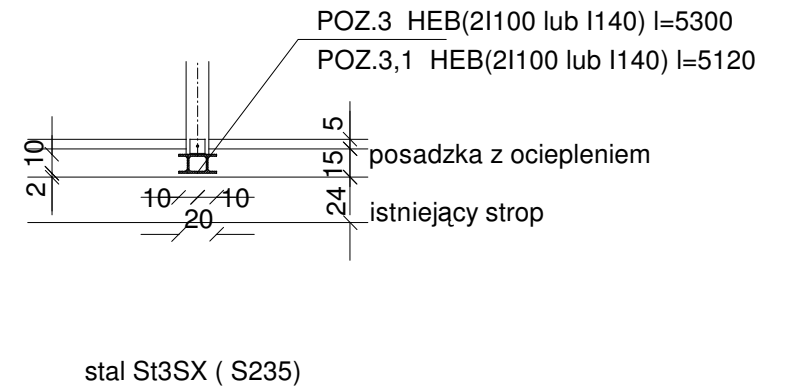 POZ.3 HEB(2I100 lub I140) l=5300
POZ.3,1 HEB(2I100 lub I140) l=5120
5
10
15
posadzka z ociepleniem
2
24
10 10
istniejący strop
20
stal St3SX ( S235)